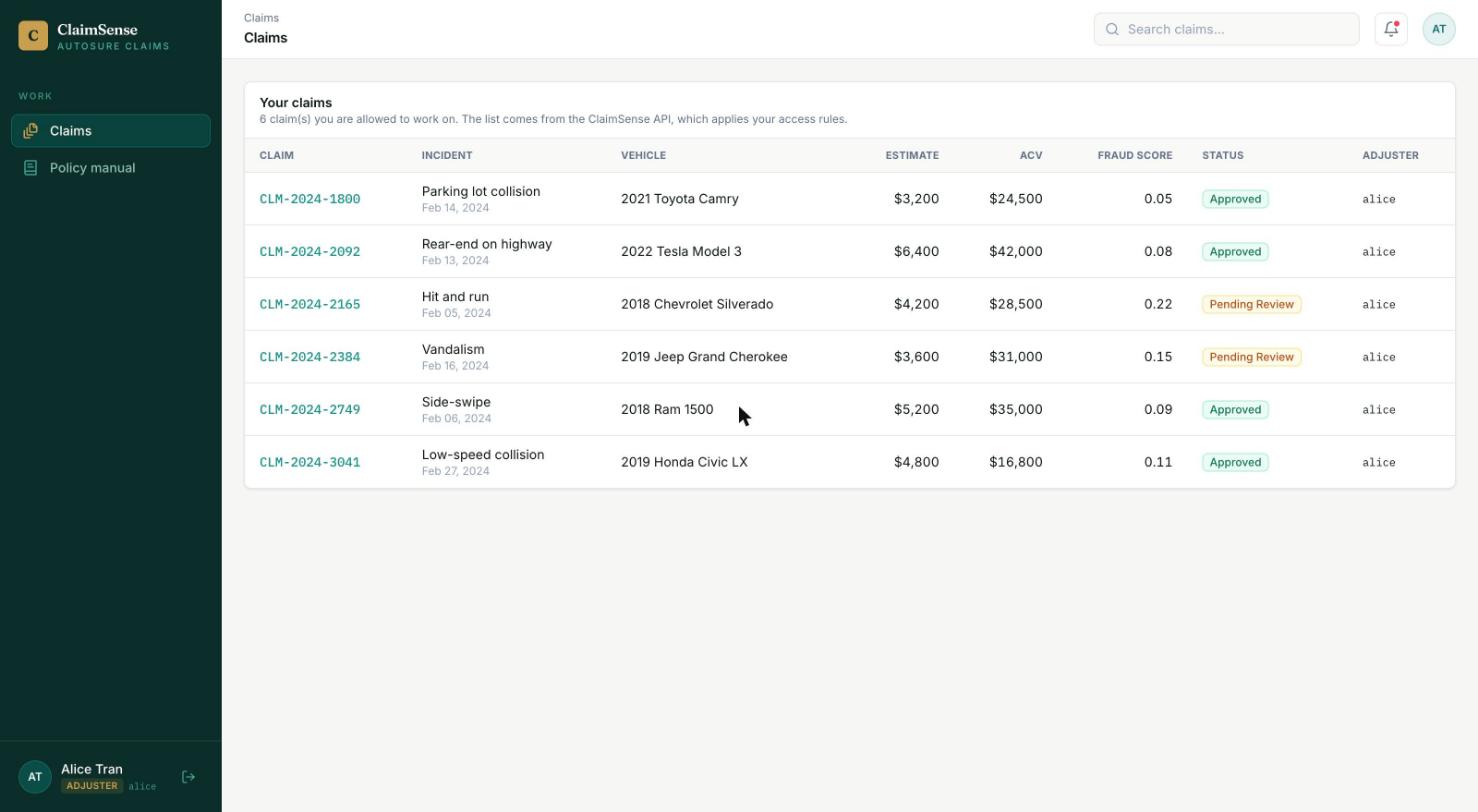 C
ClaimSense
AUTOSURE CLAIMS
WORK
Claims
Policy manual
AT
Alice Tran
ADJUSTER alice
Claims
Claims
Search claims...
AT
Your claims
6 claim(s) you are allowed to work on. The list comes from the ClaimSense API, which applies your access rules.
CLAIM INCIDENT VEHICLE ESTIMATE ACV FRAUD SCORE STATUS ADJUSTER
CLM-2024-1800 Parking lot collision 2021 Toyota Camry $3,200 $24,500 0.05 Approved alice
Feb 14, 2024
CLM-2024-2092 Rear-end on highway 2022 Tesla Model 3 $6,400 $42,000 0.08 Approved alice
Feb 13, 2024
CLM-2024-2165 Hit and run 2018 Chevrolet Silverado $4,200 $28,500 0.22 Pending Review alice
Feb 05, 2024
CLM-2024-2384 Vandalism 2019 Jeep Grand Cherokee $3,600 $31,000 0.15 Pending Review alice
Feb 16, 2024
CLM-2024-2749 Side-swipe 2018 Ram 1500 $5,200 $35,000 0.09 Approved alice
Feb 06, 2024
CLM-2024-3041 Low-speed collision 2019 Honda Civic LX $4,800 $16,800 0.11 Approved alice
Feb 27, 2024